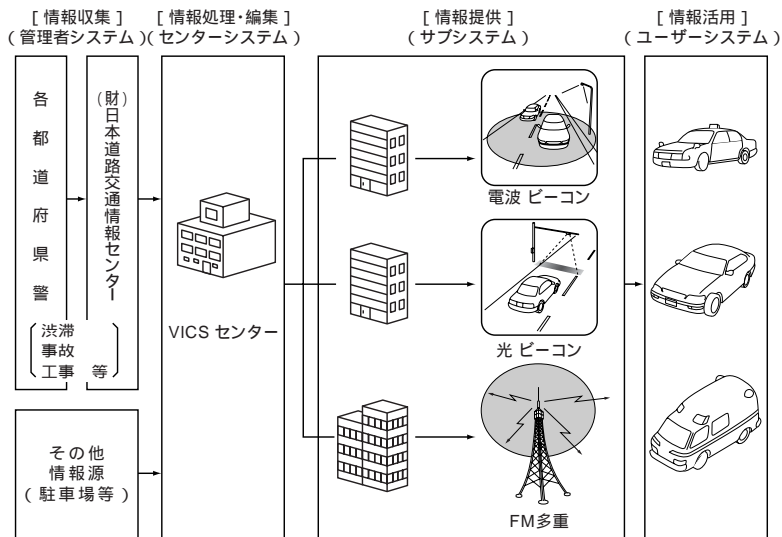 [ 情報収集 ]
( 管理者システム )
[ 情報処理・編集 ]
( センターシステム )
[ 情報提供 ]
( サブシステム )
[ 情報活用 ]
( ユーザーシステム )
各都道府県警
(財)日本道路交通情報センター
渋滞
事故
工事 等
その他
情報源
( 駐車場等 )
VICS センター
電波 ビーコン
光 ビーコン
FM多重